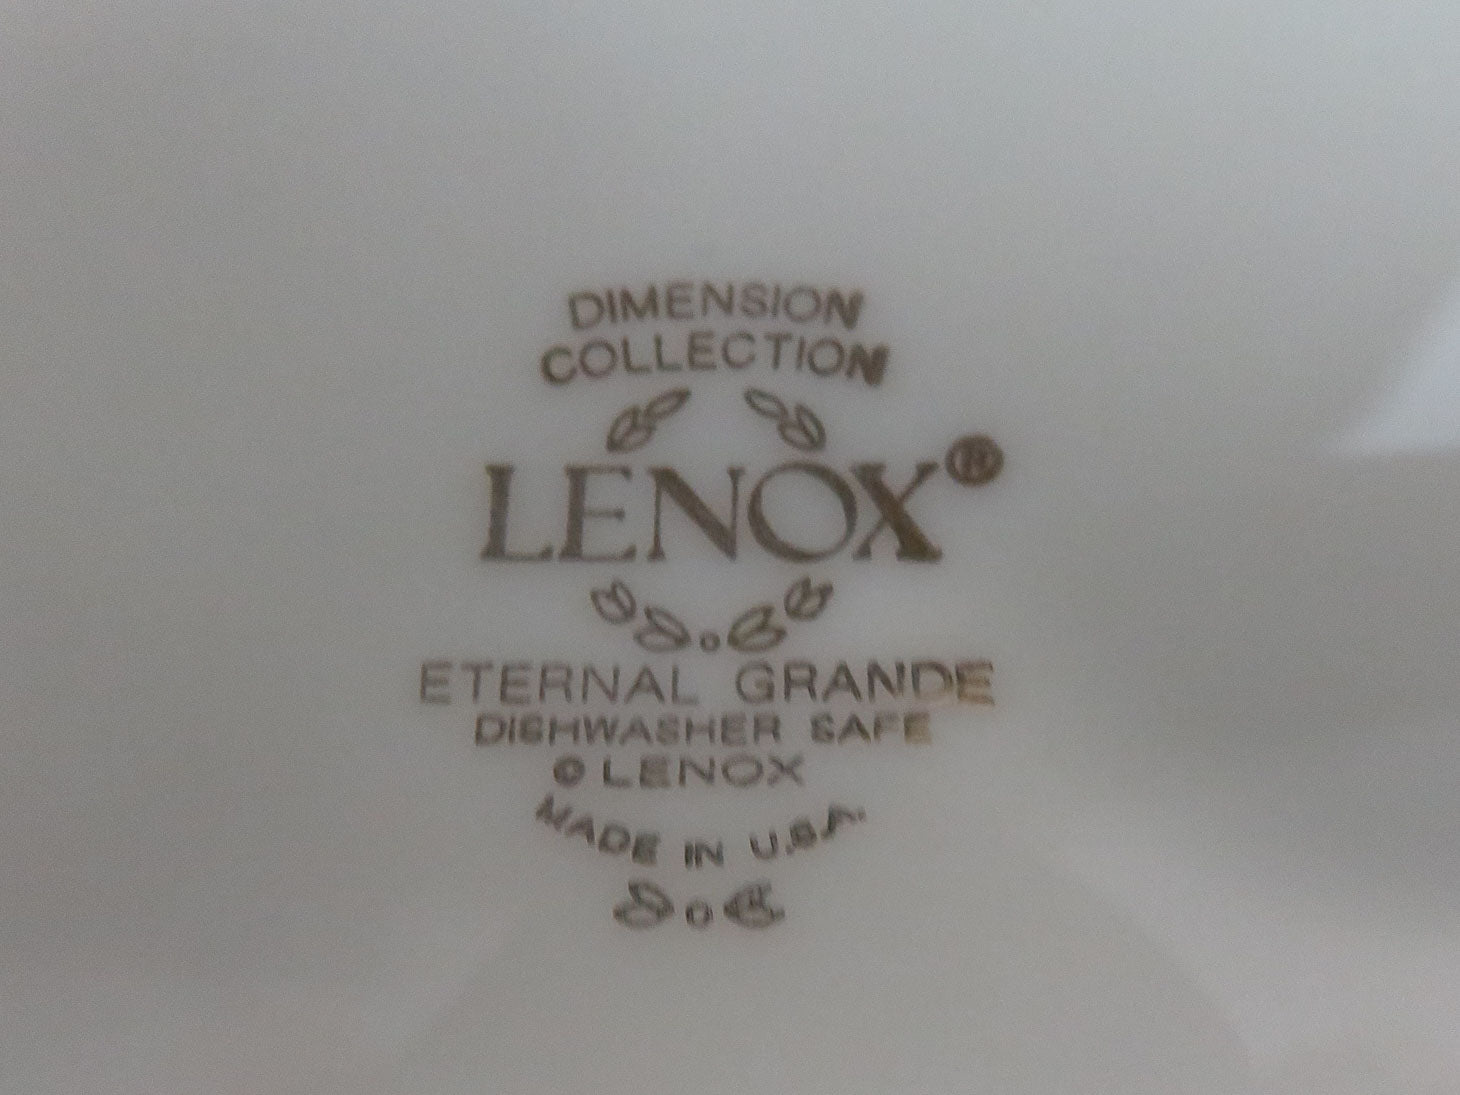 DIMENSION
COLLECTION
LENOX®
ETERNAL GRANDE
DISHWASHER SAFE
© LENOX
MADE IN U.S.A.